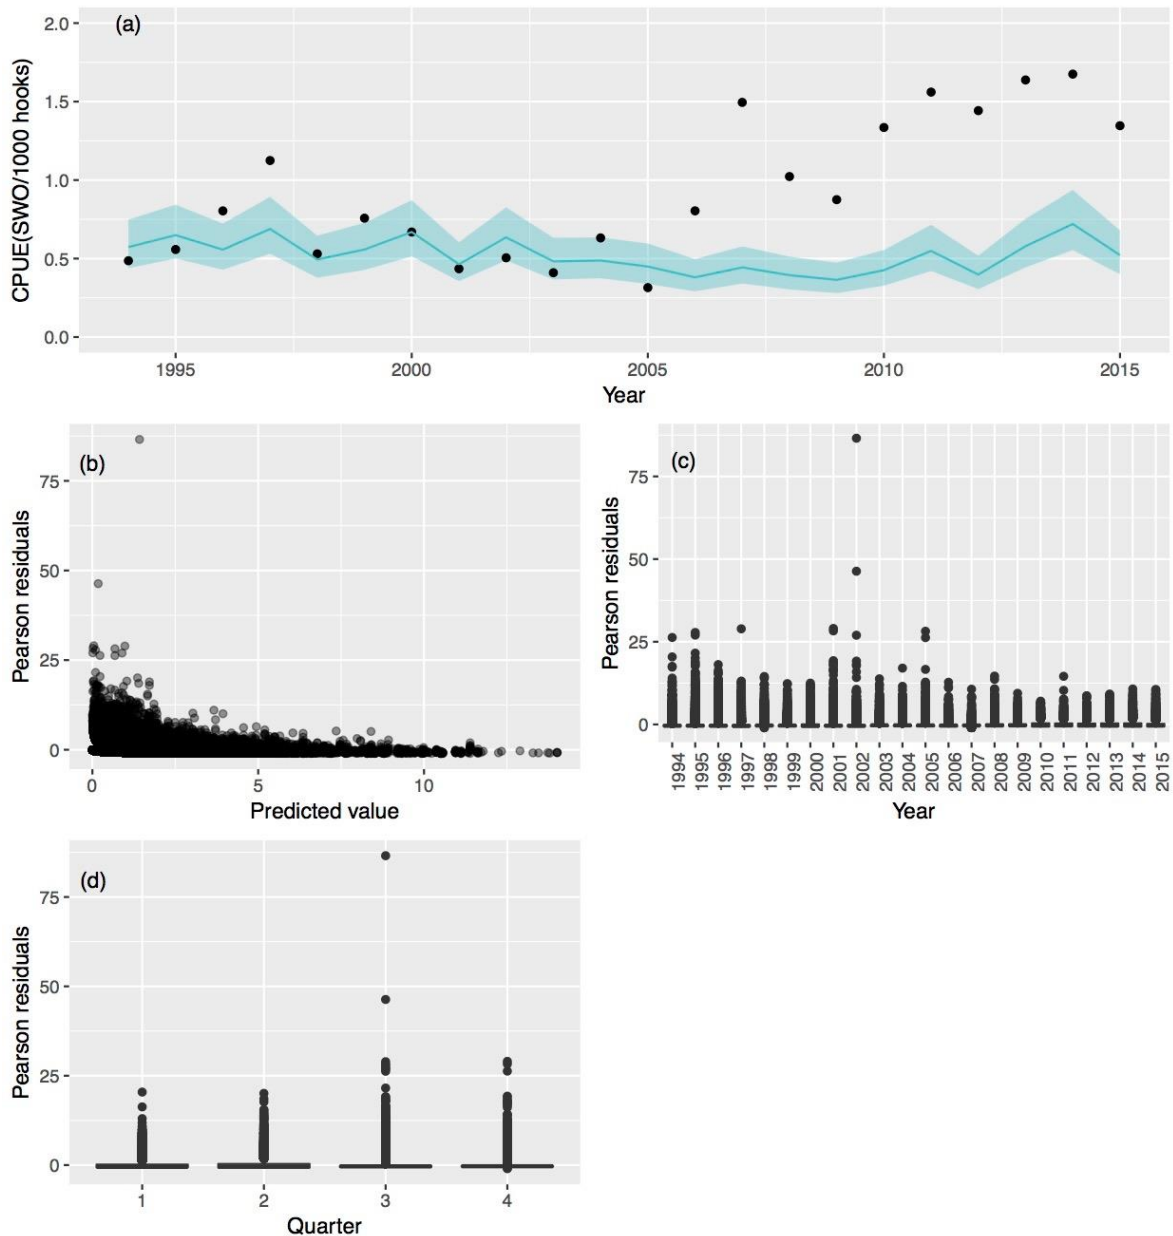 (a)
CPUE(SWO/1000 hooks)
2.0
1.5
1.0
0.5
0.0
1995 2000 2005 2010 2015
Year
(b)
Pearson residuals
75
50
25
0
0 5 10
Predicted value
(c)
Pearson residuals
75
50
25
0
1994 1995 1996 1997 1998 1999 2000 2001 2002 2003 2004 2005 2006 2007 2008 2009 2010 2011 2012 2013 2014 2015
Year
(d)
Pearson residuals
75
50
25
0
1 2 3 4
Quarter